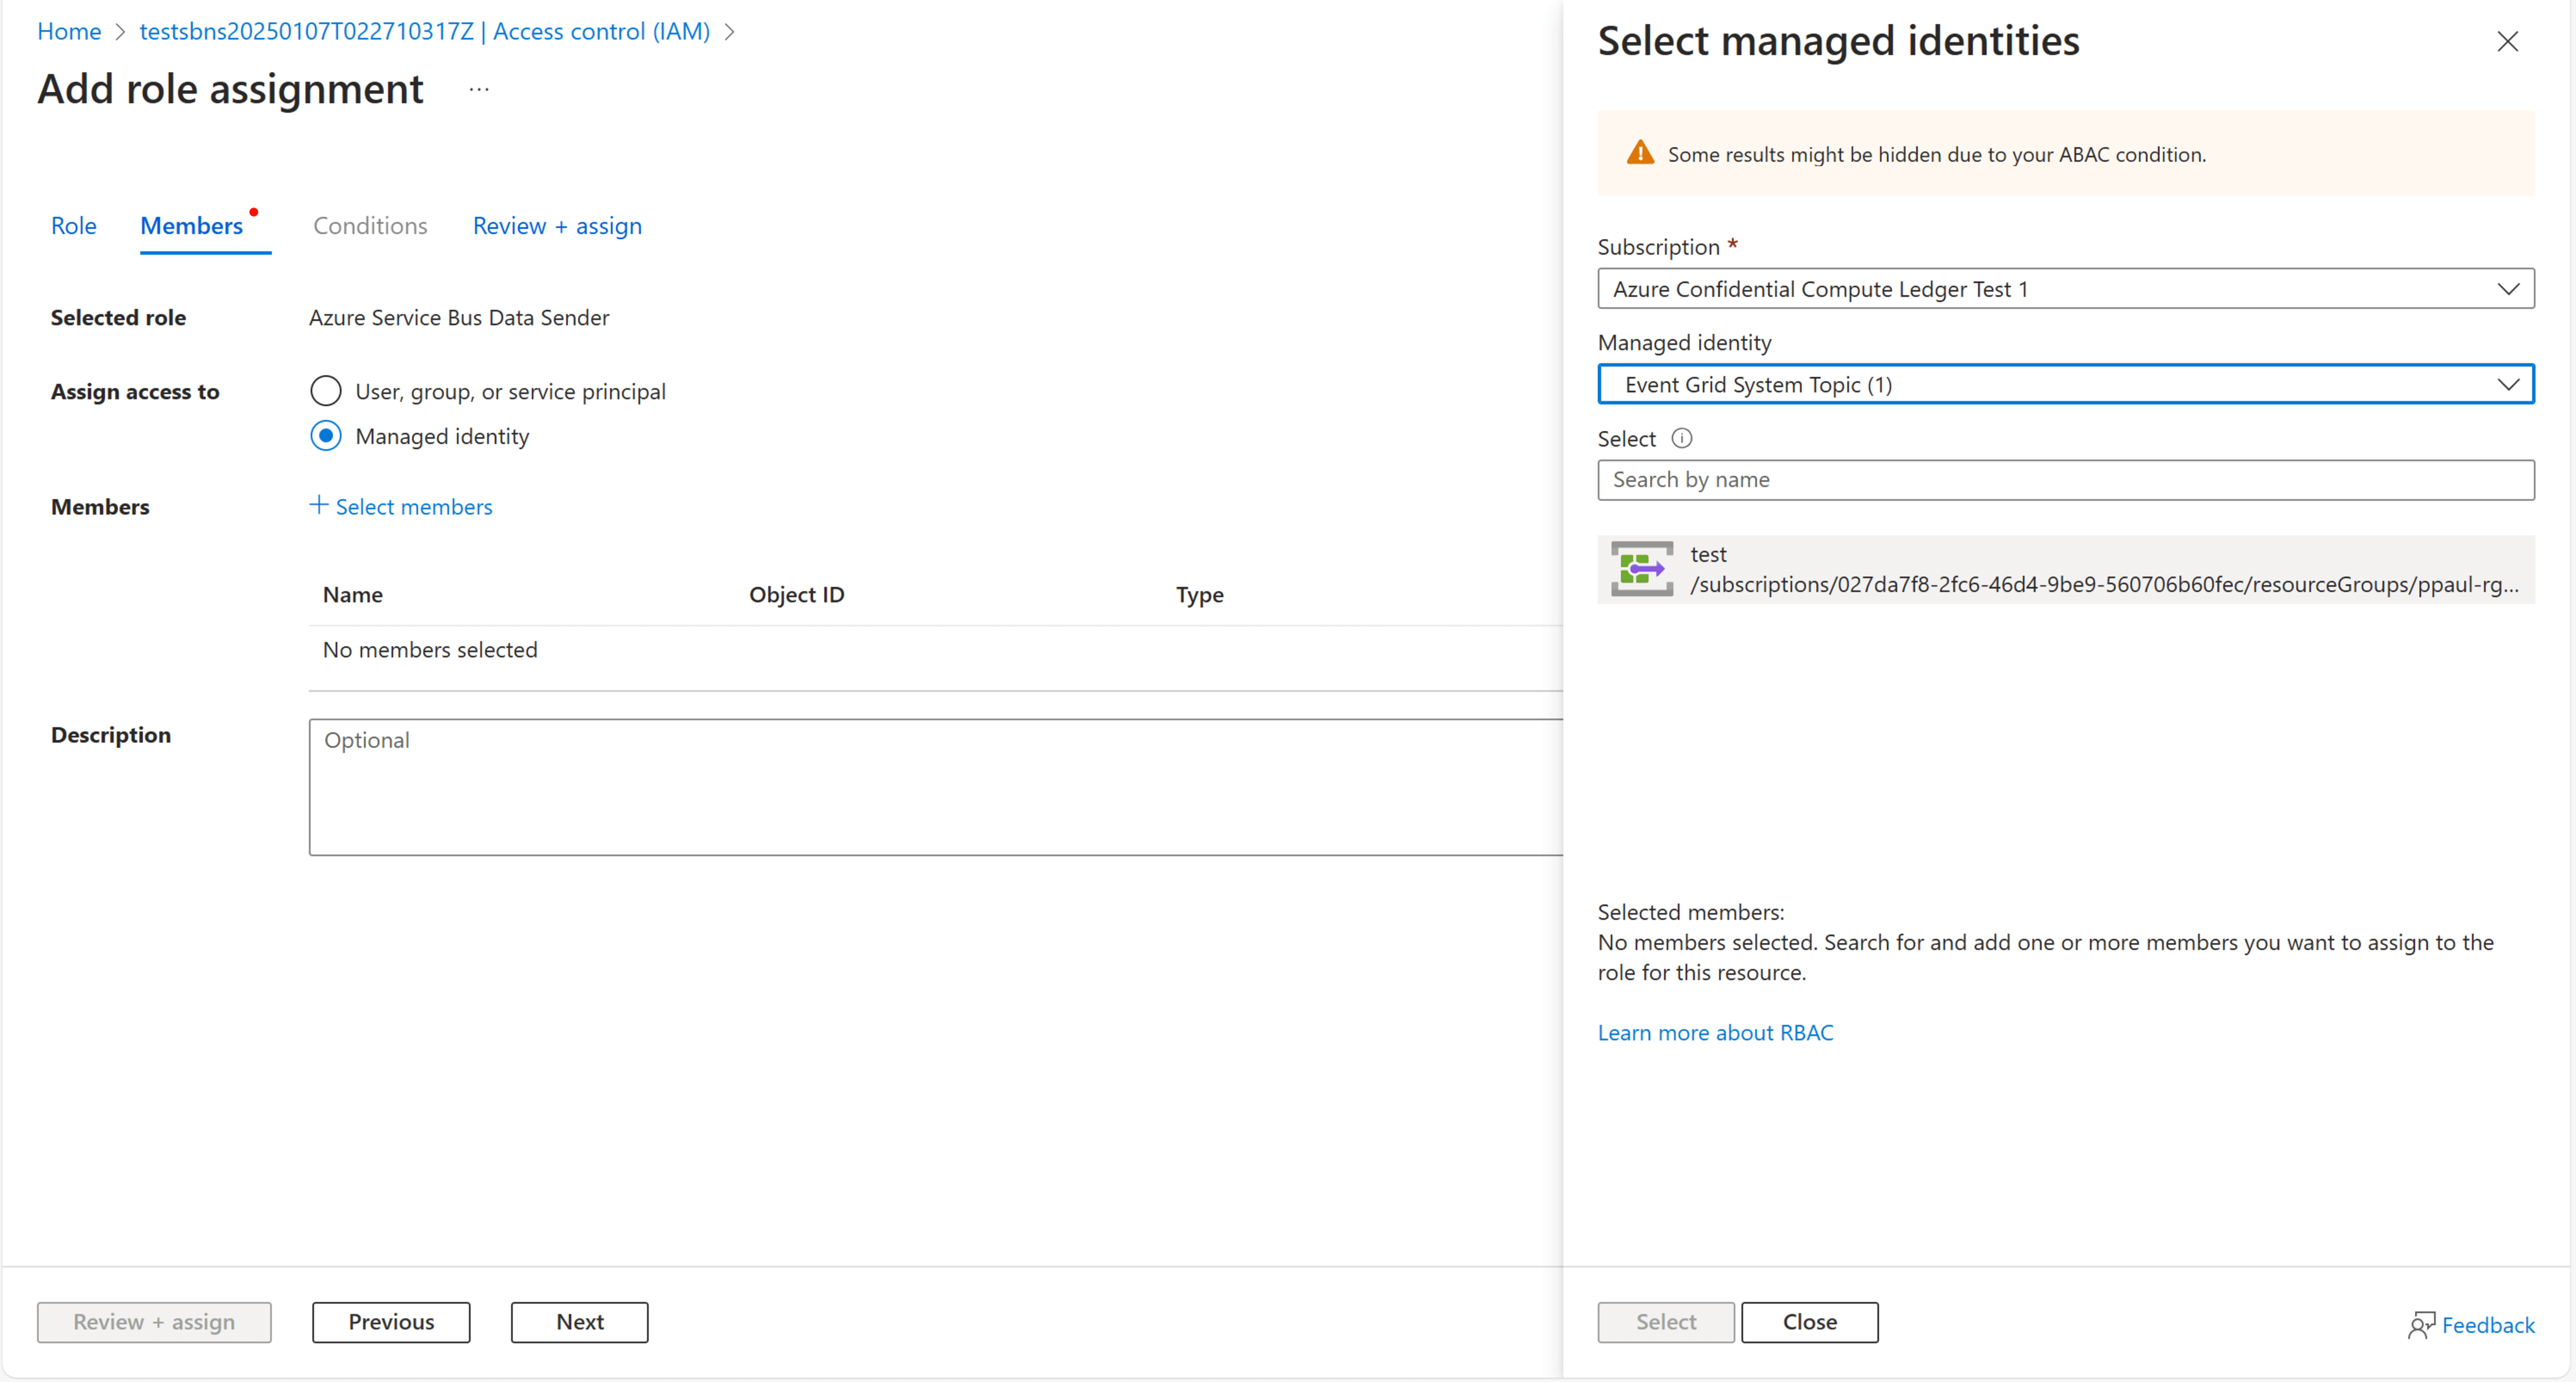 Home > testsbns20250107T022710317Z | Access control (IAM) >
Add role assignment ...
Role Members Conditions Review + assign
Selected role Azure Service Bus Data Sender
Assign access to User, group, or service principal
Managed identity
Members + Select members
Name Object ID Type
No members selected
Description Optional
Review + assign Previous Next
Select managed identities
Some results might be hidden due to your ABAC condition.
Subscription *
Azure Confidential Compute Ledger Test 1
Managed identity
Event Grid System Topic (1)
Select
Search by name
test
/subscriptions/027da7f8-2fc6-46d4-9be9-560706b60fec/resourceGroups/ppaul-rg...
Selected members:
No members selected. Search for and add one or more members you want to assign to the
role for this resource.
Learn more about RBAC
Select Close Feedback